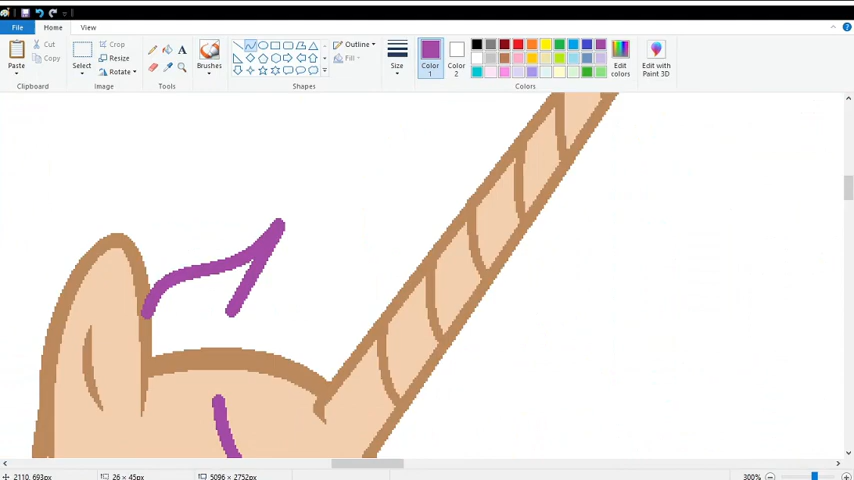 File Home View
Cut
Copy
Paste
Clipboard
Select
Crop
Resize
Rotate
Image
A
Tools
Brushes
Outline
Fill
Shapes
Size
Color
1
Color
2
Edit
colors
Edit with
Paint 3D
Colors
2110, 693px 26 × 45px 5096 × 2752px 300%